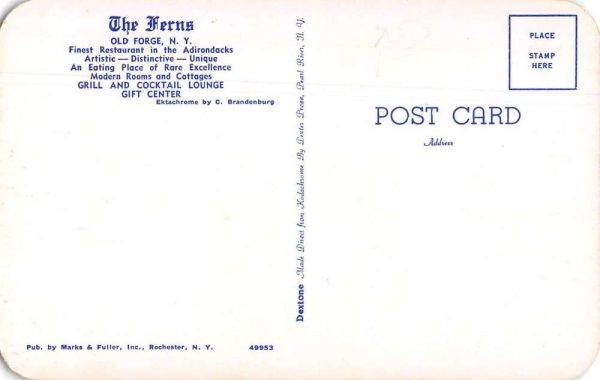 The Ferns
OLD FORGE, N. Y.
Finest Restaurant in the Adirondacks
Artistic — Distinctive — Unique
An Eating Place of Rare Excellence
Modern Rooms and Cottages
GRILL AND COCKTAIL LOUNGE
GIFT CENTER
Ektachrome by C. Brandenburg
Pub. by Marks & Fuller, Inc., Rochester, N. Y. 49953
Dextone Made Direct from Kodachrome By Dexter Press, Pearl River, N. Y.
PLACE
STAMP
HERE
POST CARD
Address